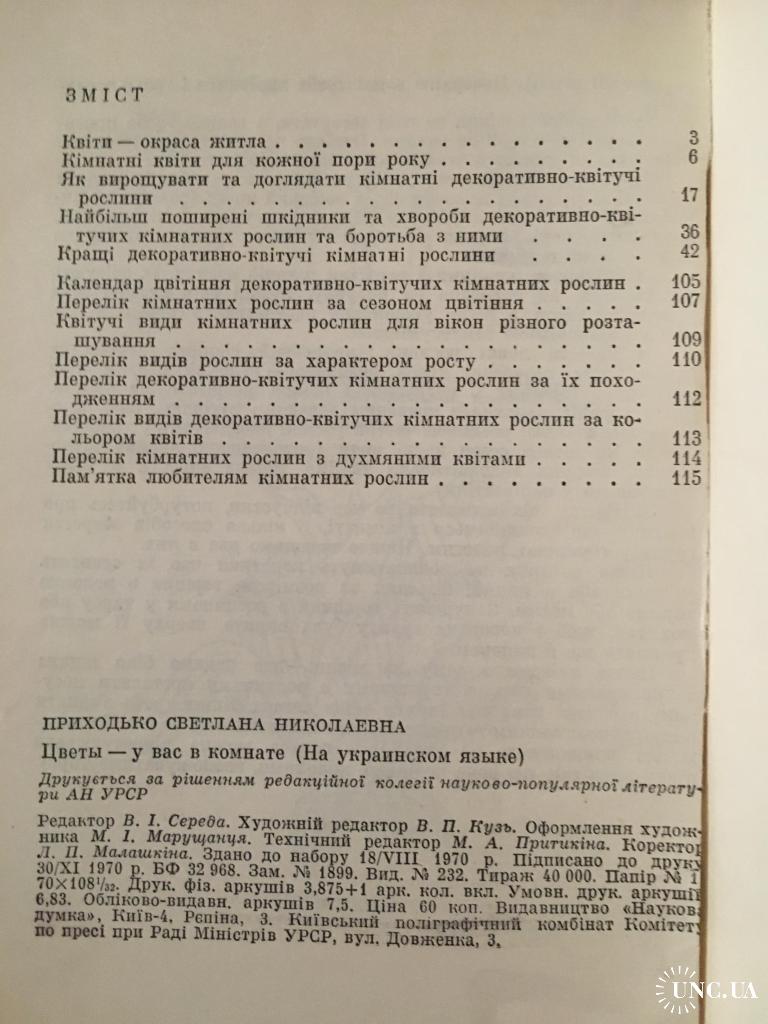 ЗМІСТ
Квіти — окраса житла . . . . . . . . . . . . . . . . 3
Кімнатні квіти для кожної пори року . . . . . . . . . 6
Як вирощувати та доглядати кімнатні декоративно-квітучі
рослини . . . . . . . . . . . . . . . . . . . 17
Найбільш поширені шкідники та хвороби декоративно-кві-
тучих кімнатних рослин та боротьба з ними . . . . 36
Кращі декоративно-квітучі кімнатні рослини . . . . 42
Календар цвітіння декоративно-квітучих кімнатних рослин . 105
Перелік кімнатних рослин за сезоном цвітіння . . . . . 107
Квітучі види кімнатних рослин для вікон різного розта-
шування . . . . . . . . . . . . . . . . . . 109
Перелік видів рослин за характером росту . . . . . . . 110
Перелік декоративно-квітучих кімнатних рослин за їх похо-
дженням . . . . . . . . . . . . . . . . . . 112
Перелік видів декоративно-квітучих кімнатних рослин за ко-
льором квітів . . . . . . . . . . . . . . . . 113
Перелік кімнатних рослин з духмяними квітами . . . . . 114
Пам'ятка любителям кімнатних рослин . . . . . . . . . 115
ПРИХОДЬКО СВЕТЛАНА НИКОЛАЕВНА
Цветы — у вас в комнате (На украинском языке)
Друкується за рішенням редакційної колегії науково-популярної літерату-
ри АН УРСР
Редактор В. І. Середа. Художній редактор В. П. Кузь. Оформлення худож-
ника М. І. Марущанця. Технічний редактор М. А. Притикіна. Коректор
Л. П. Малашкіна. Здано до набору 18/VIII 1970 р. Підписано до друку
30/XI 1970 р. БФ 32 968. Зам. № 1899. Вид. № 232. Тираж 40 000. Папір № 1
70×108 1/32. Друк. фіз. аркушів 3,875+1 арк. кол. вкл. Умовн. друк. аркушів
6,83. Обліково-видавн. аркушів 7,5. Ціна 60 коп. Видавництво «Наукова
думка», Київ-4, Рєпіна, 3. Київський поліграфічний комбінат Комітету
по пресі при Раді Міністрів УРСР, вул. Довженка, 3.
UNC.UA